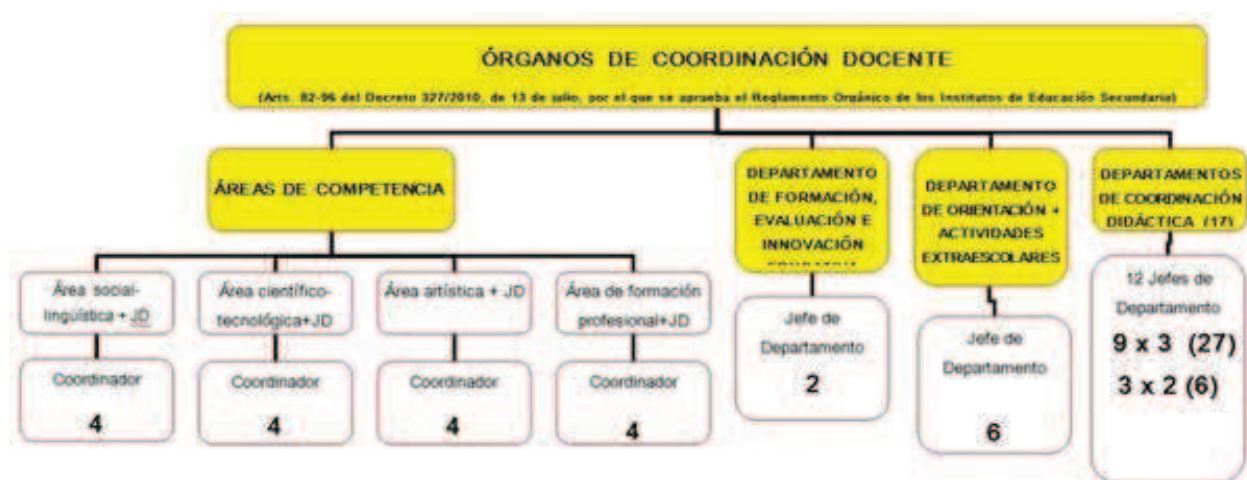 ÓRGANOS DE COORDINACIÓN DOCENTE
(Arts. 82-96 del Decreto 327/2010, de 13 de julio, por el que se aprueba el Reglamento Orgánico de los Institutos de Educación Secundaria)
ÁREAS DE COMPETENCIA
DEPARTAMENTO
DE FORMACIÓN,
EVALUACIÓN E
INNOVACIÓN
DEPARTAMENTO
DE ORIENTACIÓN +
ACTIVIDADES
EXTRAESCOLARES
DEPARTAMENTOS
DE COORDINACIÓN
DIDÁCTICA (17)
Área social-
lingüística + JD
Área científico-
tecnológica+JD
Área artística + JD
Área de formación
profesional+JD
Coordinador
4
Coordinador
4
Coordinador
4
Coordinador
4
Jefe de
Departamento
2
Jefe de
Departamento
6
12 Jefes de
Departamento
9 x 3 (27)
3 x 2 (6)